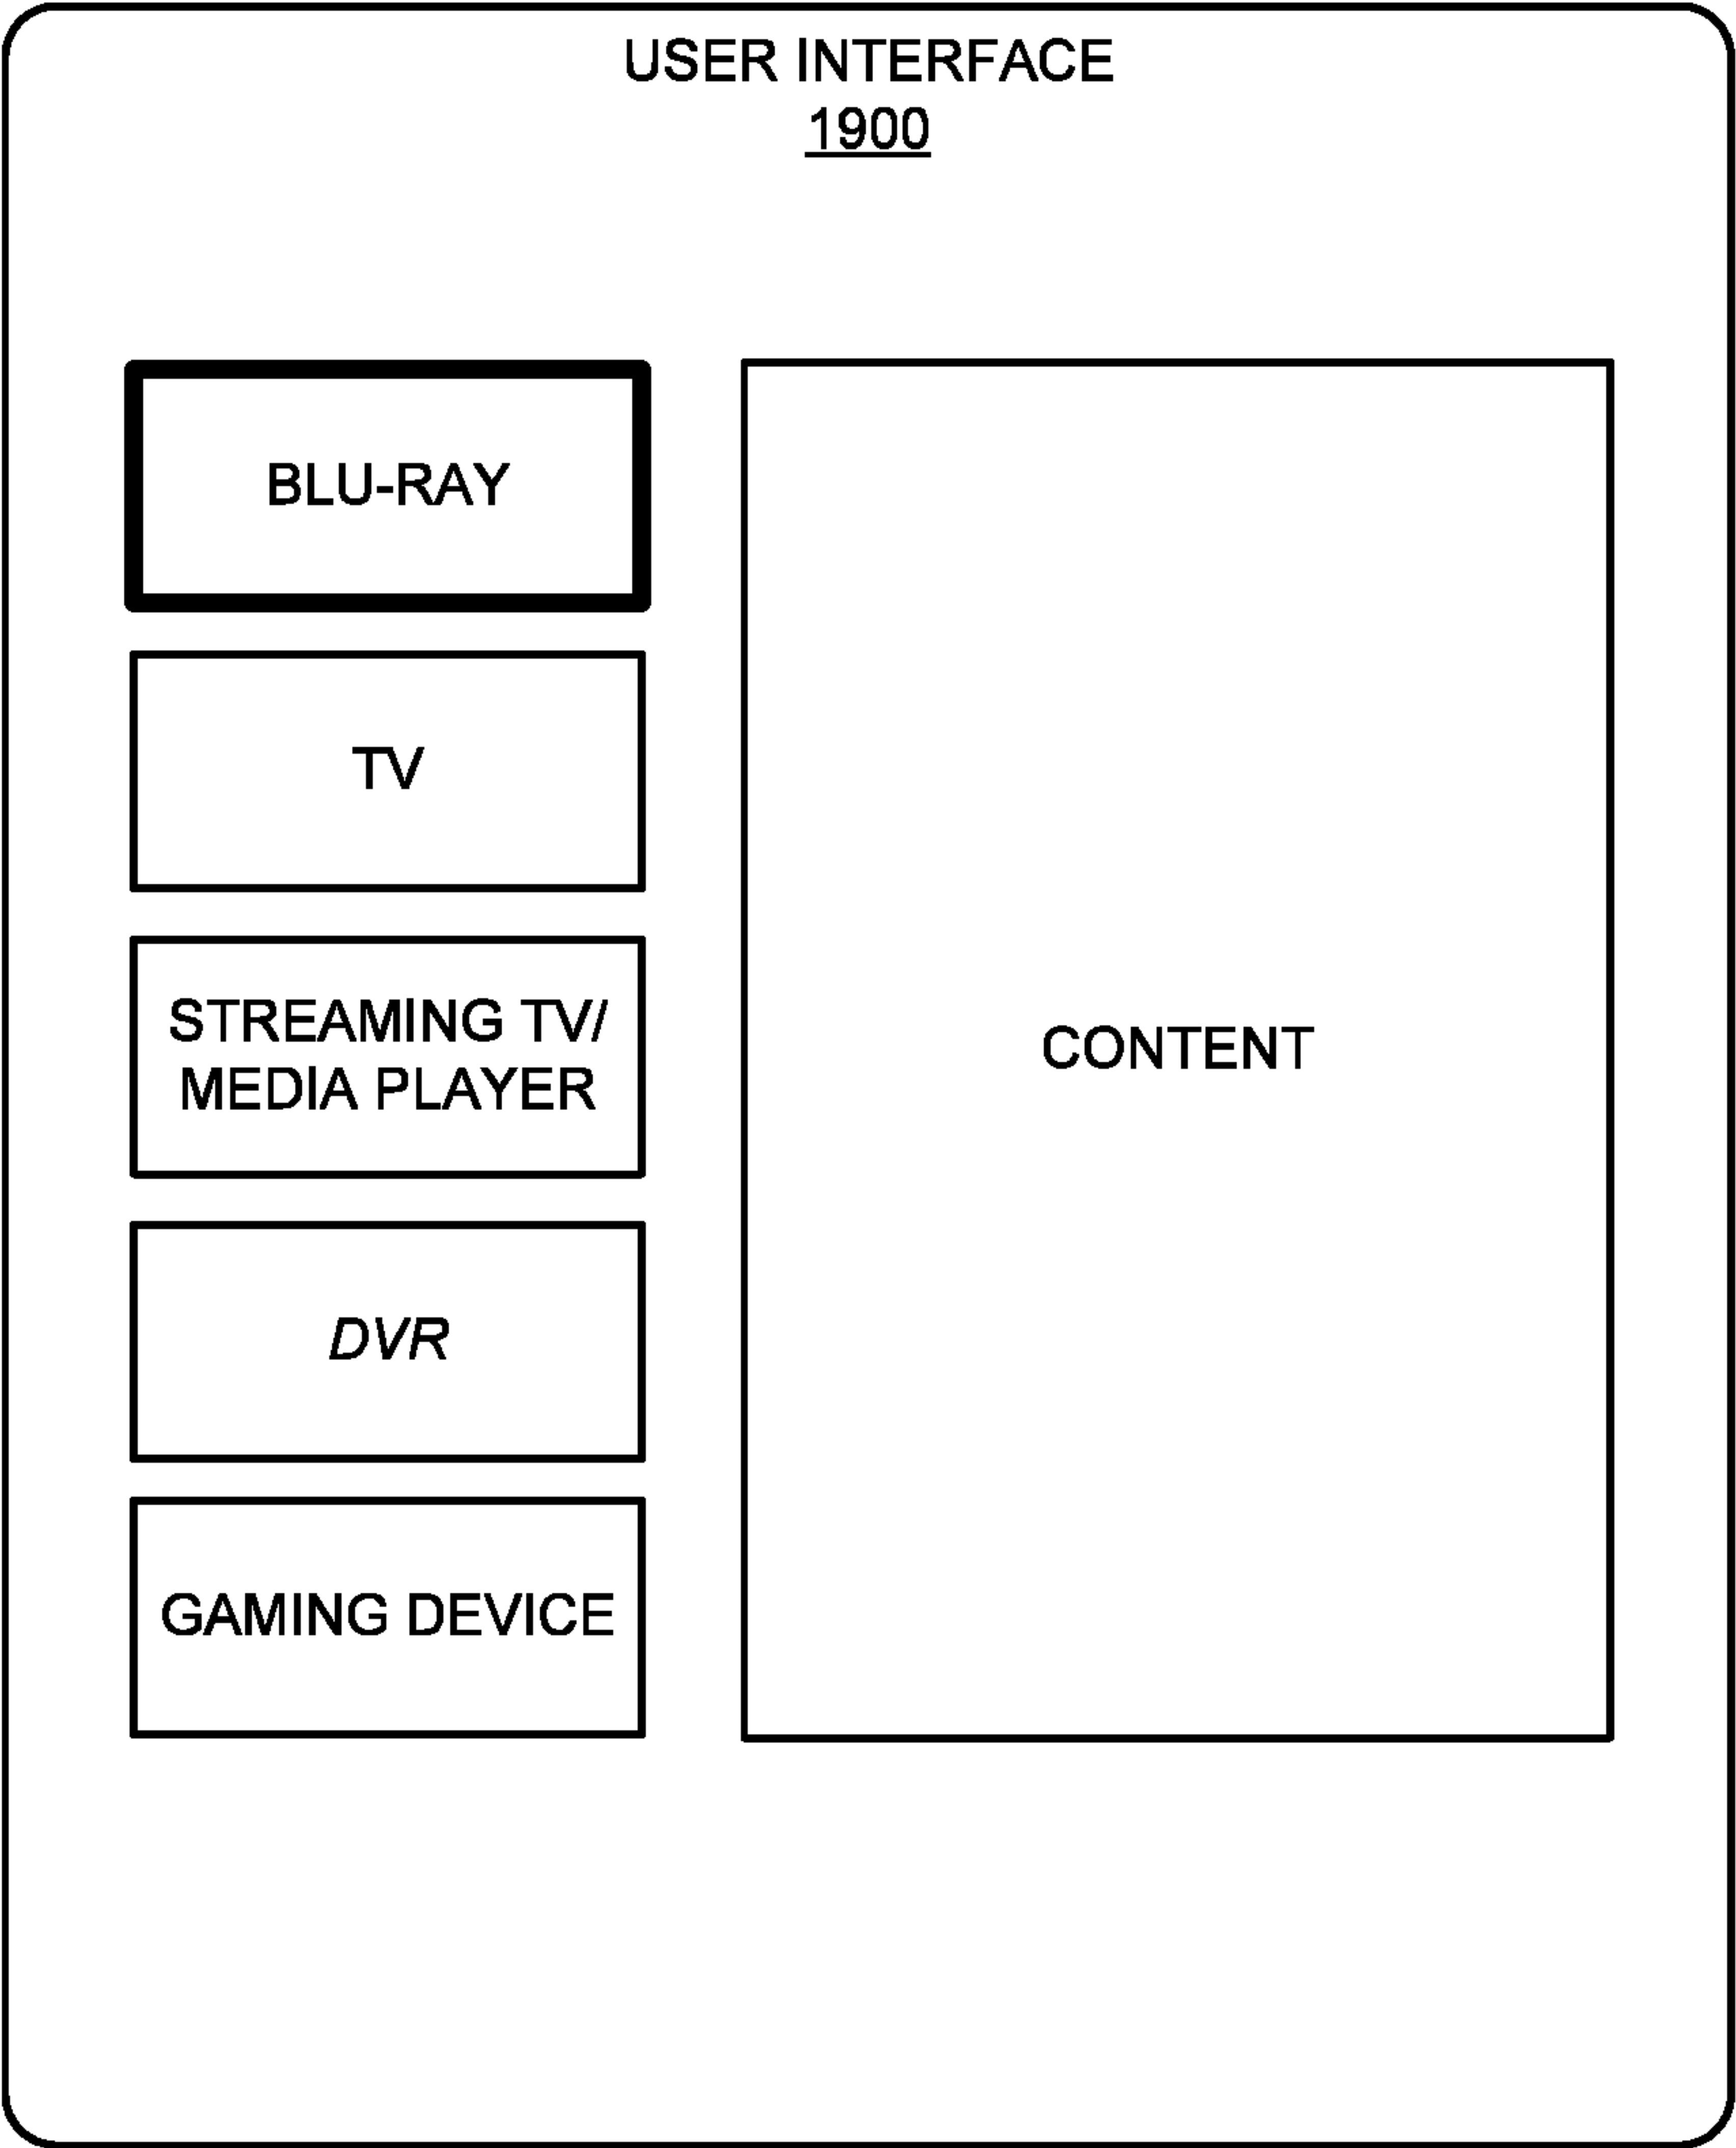 USER INTERFACE
1900
BLU-RAY
TV
STREAMING TV/
MEDIA PLAYER
DVR
GAMING DEVICE
CONTENT